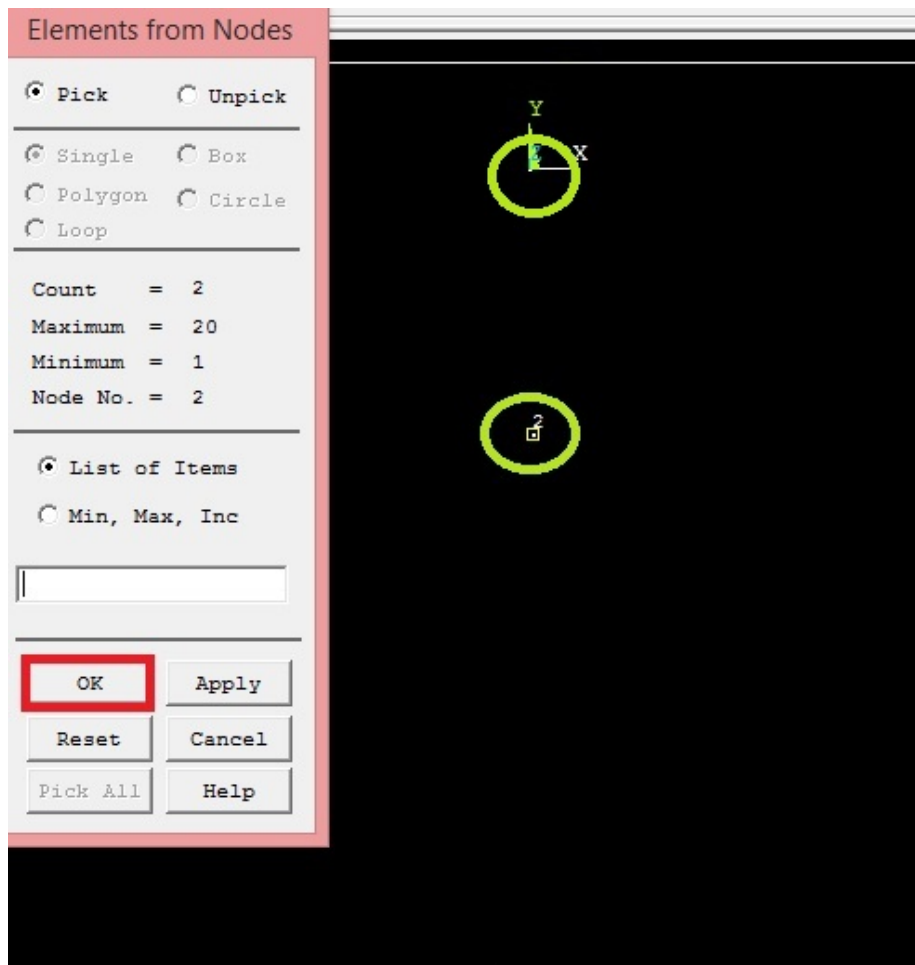 Elements from Nodes
Pick Unpick
Single Box
Polygon Circle
Loop
Count = 2
Maximum = 20
Minimum = 1
Node No. = 2
List of Items
Min, Max, Inc
OK Apply
Reset Cancel
Pick All Help
Y
Z X
2